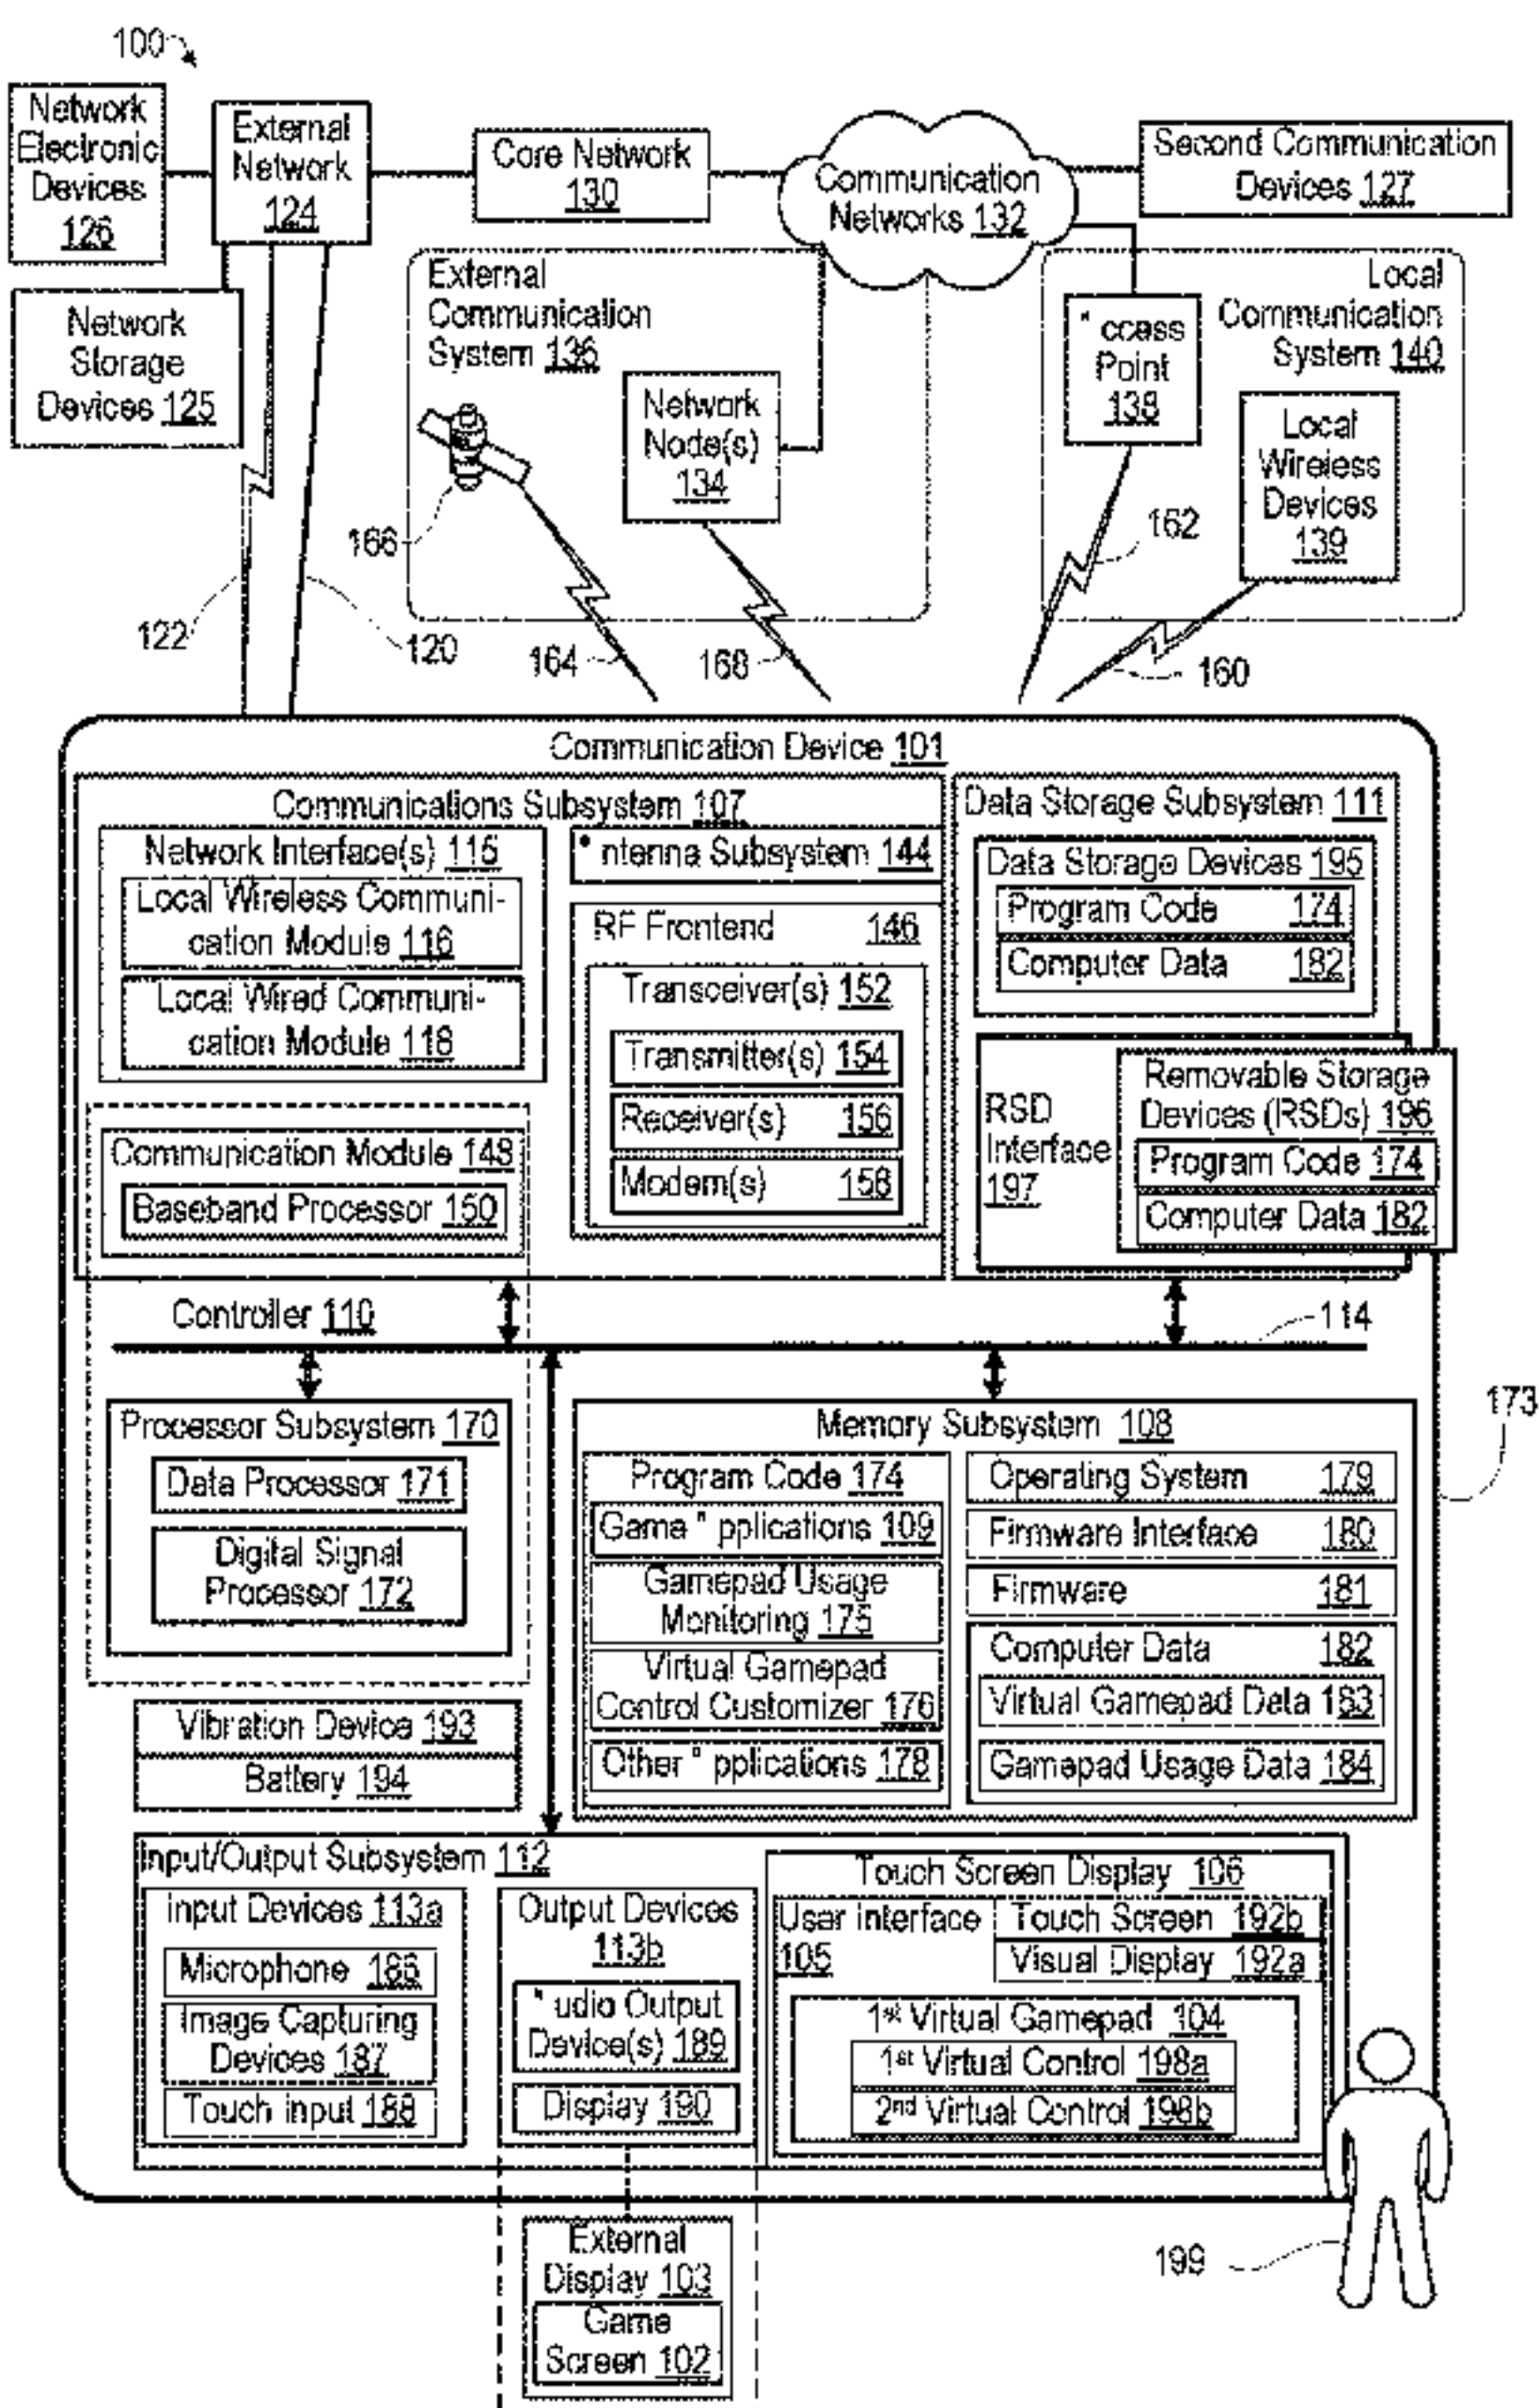 100
Network
Electronic
Devices
126
External
Network
124
Core Network
130
Communication
Networks 132
Second Communication
Devices 127
Network
Storage
Devices 125
External
Communication
System 136
Network
Node(s)
134
166
Local
Communication
System 140
* ccess
Point
138
Local
Wireless
Devices
139
162
122
120
164
168
160
Communication Device 101
Communications Subsystem 107
Network Interface(s) 115
Local Wireless Communi-
cation Module 116
Local Wired Communi-
cation Module 118
* ntenna Subsystem 144
RF Frontend 146
Transceiver(s) 152
Transmitter(s) 154
Receiver(s) 156
Modem(s) 158
Communication Module 148
Baseband Processor 150
Data Storage Subsystem 111
Data Storage Devices 195
Program Code 174
Computer Data 182
RSD
Interface
197
Removable Storage
Devices (RSDs) 196
Program Code 174
Computer Data 182
Controller 110
114
173
Processor Subsystem 170
Data Processor 171
Digital Signal
Processor 172
Memory Subsystem 108
Program Code 174
Game * pplications 109
Gamepad Usage
Monitoring 175
Virtual Gamepad
Control Customizer 176
Other * pplications 178
Operating System 179
Firmware Interface 180
Firmware 181
Computer Data 182
Virtual Gamepad Data 183
Gamepad Usage Data 184
Vibration Device 193
Battery 194
Input/Output Subsystem 112
Input Devices 113a
Microphone 186
Image Capturing
Devices 187
Touch input 188
Output Devices
113b
* udio Output
Device(s) 189
Display 190
Touch Screen Display 106
User interface
105
Touch Screen 192b
Visual Display 192a
1st Virtual Gamepad 104
1st Virtual Control 198a
2nd Virtual Control 198b
External
Display 103
Game
Screen 102
199